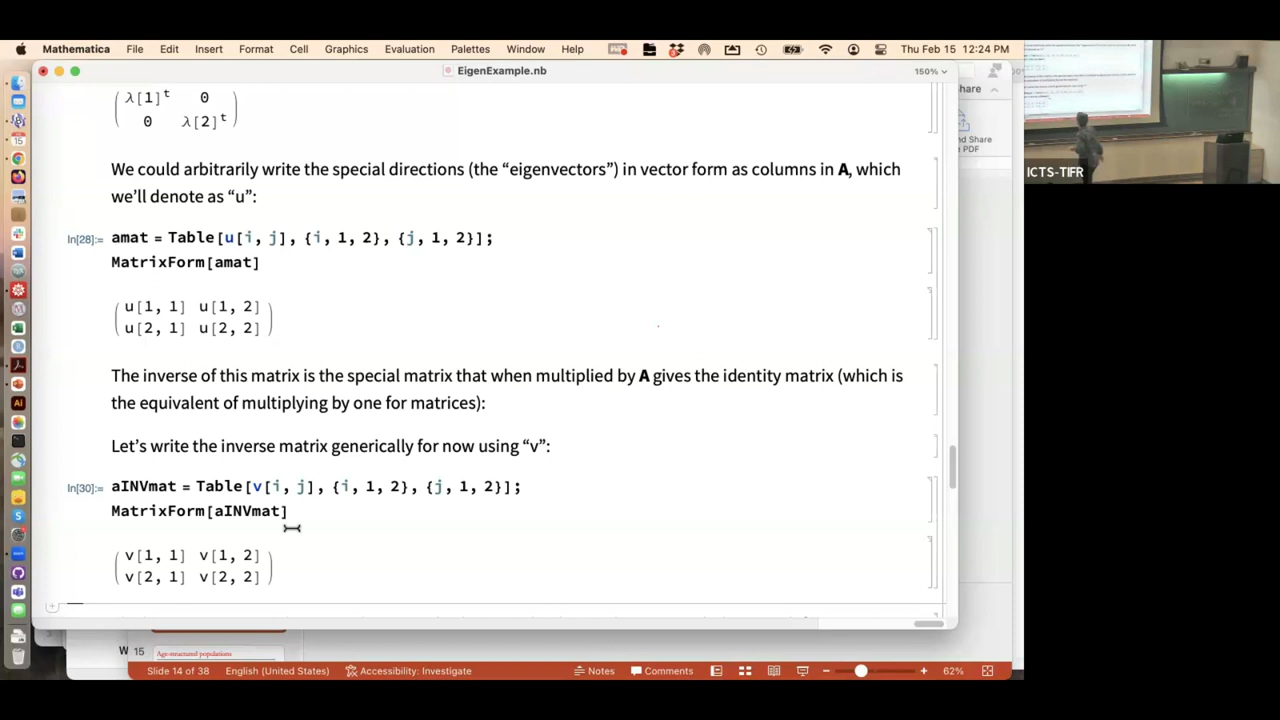 Mathematica File Edit Insert Format Cell Graphics Evaluation Palettes Window Help Thu Feb 15 12:24 PM
EigenExample.nb 150%
Share
nd Share
PDF
λ[1]ᵗ 0
0 λ[2]ᵗ
We could arbitrarily write the special directions (the “eigenvectors”) in vector form as columns in A, which
we’ll denote as “u”:
In[28]:= amat = Table[u[i, j], {i, 1, 2}, {j, 1, 2}];
MatrixForm[amat]
u[1, 1] u[1, 2]
u[2, 1] u[2, 2]
The inverse of this matrix is the special matrix that when multiplied by A gives the identity matrix (which is
the equivalent of multiplying by one for matrices):
Let’s write the inverse matrix generically for now using “v”:
In[30]:= aINVmat = Table[v[i, j], {i, 1, 2}, {j, 1, 2}];
MatrixForm[aINVmat]
v[1, 1] v[1, 2]
v[2, 1] v[2, 2]
W 15 Age-structured populations
Slide 14 of 38 English (United States) Accessibility: Investigate Notes Comments 62%
ICTS-TIFR